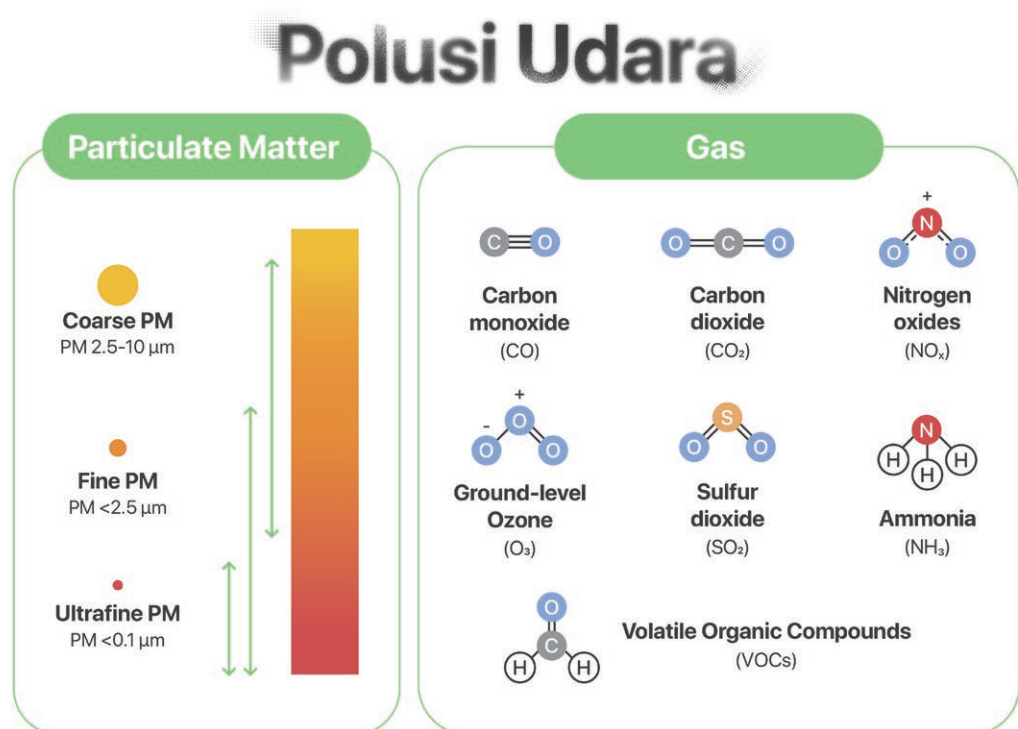 Polusi Udara
Particulate Matter
Coarse PM
PM 2.5-10 μm
Fine PM
PM <2.5 μm
Ultrafine PM
PM <0.1 μm
Gas
C O
Carbon
monoxide
(CO)
O C O
Carbon
dioxide
(CO₂)
+
N
O O
Nitrogen
oxides
(NOₓ)
+
- O
O O
Ground-level
Ozone
(O₃)
S
O O
Sulfur
dioxide
(SO₂)
N
H H H
Ammonia
(NH₃)
O
C
H H
Volatile Organic Compounds
(VOCs)